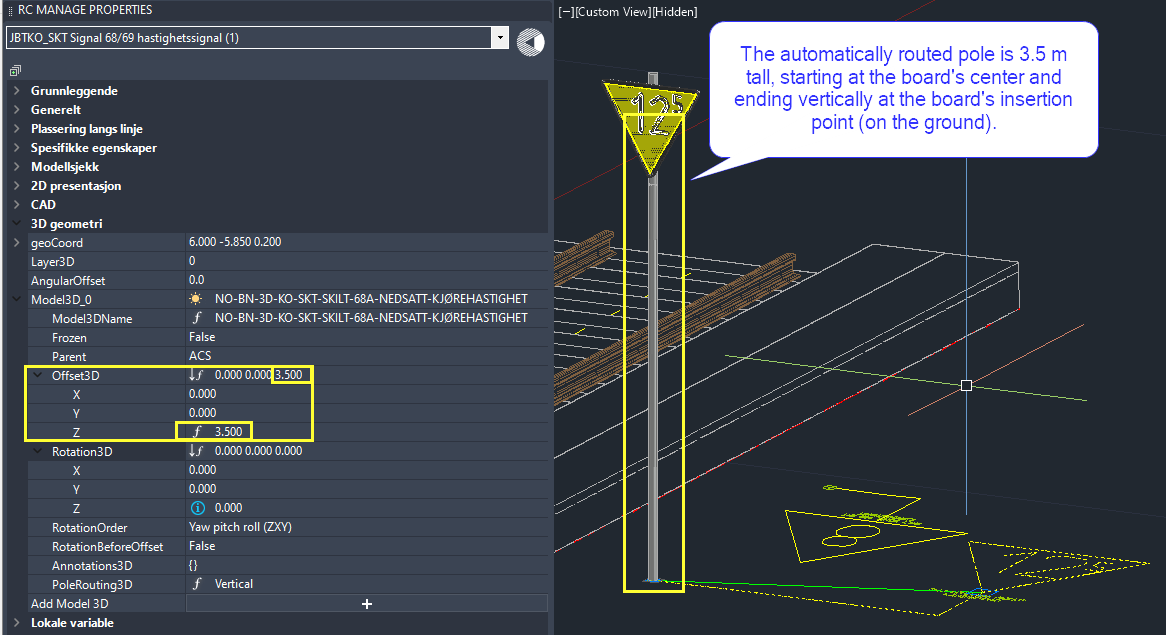 RC MANAGE PROPERTIES
JBTKO_SKT Signal 68/69 hastighetssignal (1)
Grunnleggende
Generelt
Plassering langs linje
Spesifikke egenskaper
Modellsjekk
2D presentasjon
CAD
3D geometri
geoCoord 6.000 -5.850 0.200
Layer3D 0
AngularOffset 0.0
Model3D_0 NO-BN-3D-KO-SKT-SKILT-68A-NEDSATT-KJØREHASTIGHET
Model3DName NO-BN-3D-KO-SKT-SKILT-68A-NEDSATT-KJØREHASTIGHET
Frozen False
Parent ACS
Offset3D 0.000 0.000 3.500
X 0.000
Y 0.000
Z 3.500
Rotation3D 0.000 0.000 0.000
X 0.000
Y 0.000
Z 0.000
RotationOrder Yaw pitch roll (ZXY)
RotationBeforeOffset False
Annotations3D {}
PoleRouting3D Vertical
Add Model 3D +
Lokale variable
[−][Custom View][Hidden]
The automatically routed pole is 3.5 m
tall, starting at the board's center and
ending vertically at the board's insertion
point (on the ground).
125